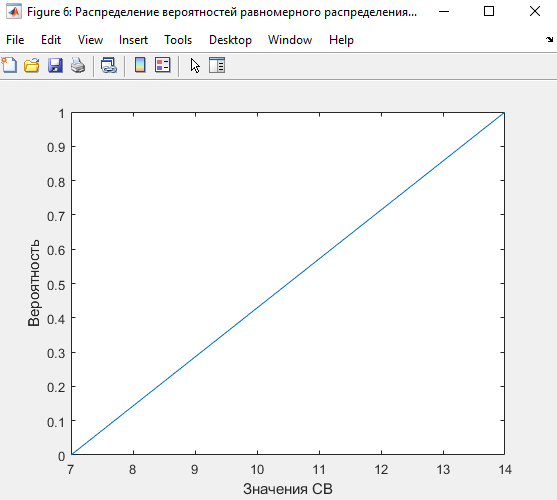 Figure 6: Распределение вероятностей равномерного распределения...
File Edit View Insert Tools Desktop Window Help
1
0.9
0.8
0.7
0.6
0.5
0.4
0.3
0.2
0.1
0
Вероятность
7 8 9 10 11 12 13 14
Значения СВ